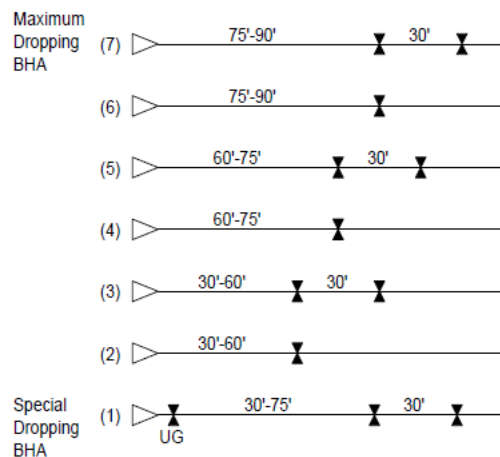 Maximum
Dropping
BHA
(7) 75'-90' 30'
(6) 75'-90'
(5) 60'-75' 30'
(4) 60'-75'
(3) 30'-60' 30'
(2) 30'-60'
Special
Dropping
BHA
(1) 30'-75' 30'
UG